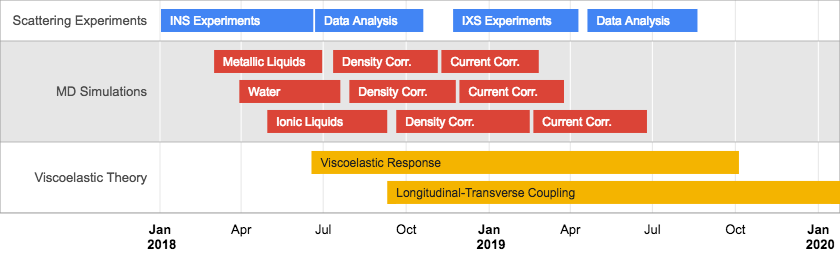 Scattering Experiments
INS Experiments Data Analysis IXS Experiments Data Analysis
MD Simulations
Metallic Liquids Density Corr. Current Corr.
Water Density Corr. Current Corr.
Ionic Liquids Density Corr. Current Corr.
Viscoelastic Theory
Viscoelastic Response
Longitudinal-Transverse Coupling
Jan Apr Jul Oct Jan Apr Jul Oct Jan
2018 2019 2020